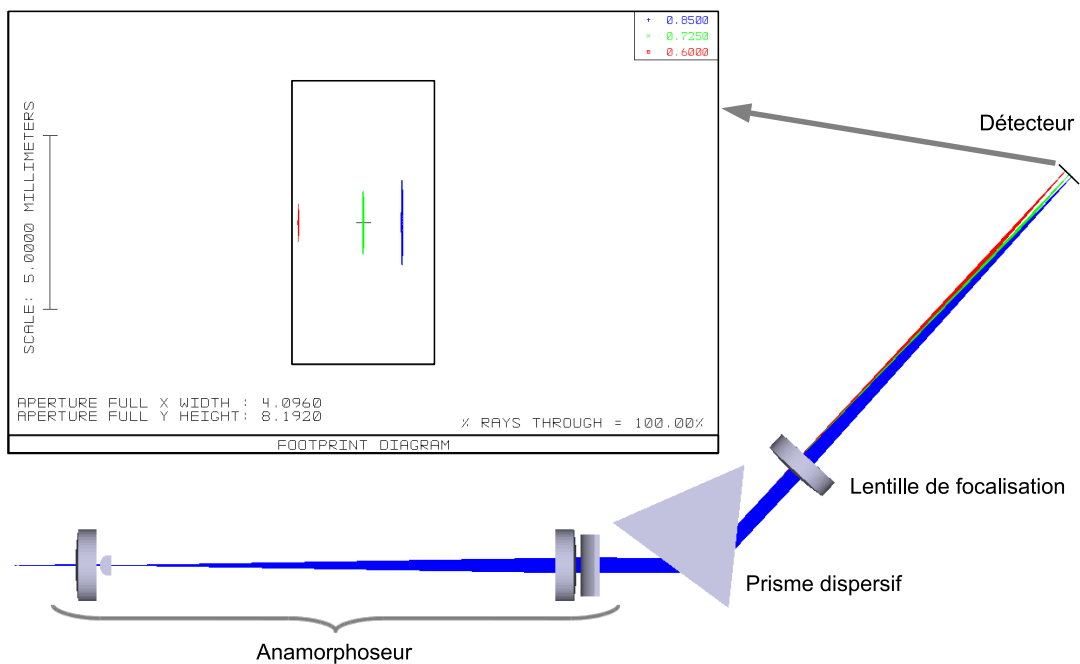 + 0.8500
× 0.7250
¤ 0.6000
SCALE: 5.0000 MILLIMETERS
Détecteur
APERTURE FULL X WIDTH : 4.0960
APERTURE FULL Y HEIGHT: 8.1920
% RAYS THROUGH = 100.00%
FOOTPRINT DIAGRAM
Lentille de focalisation
Prisme dispersif
Anamorphoseur